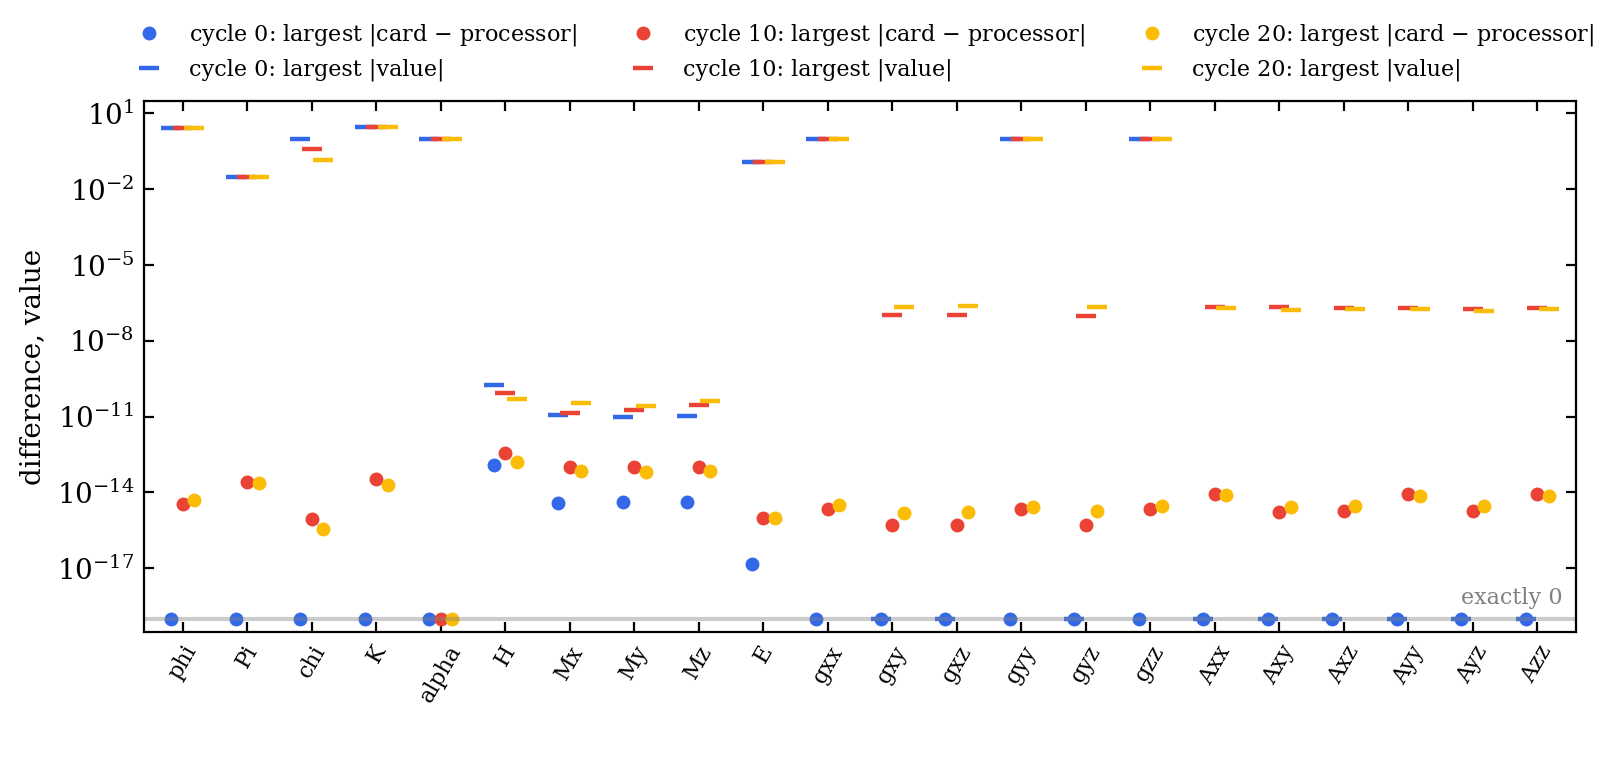 cycle 0: largest |card − processor| cycle 10: largest |card − processor| cycle 20: largest |card − processor|
cycle 0: largest |value| cycle 10: largest |value| cycle 20: largest |value|
10¹
10⁻²
10⁻⁵
10⁻⁸
10⁻¹¹
10⁻¹⁴
10⁻¹⁷
difference, value
exactly 0
phi Pi chi K alpha H Mx My Mz E gxx gxy gxz gyy gyz gzz Axx Axy Axz Ayy Ayz Azz